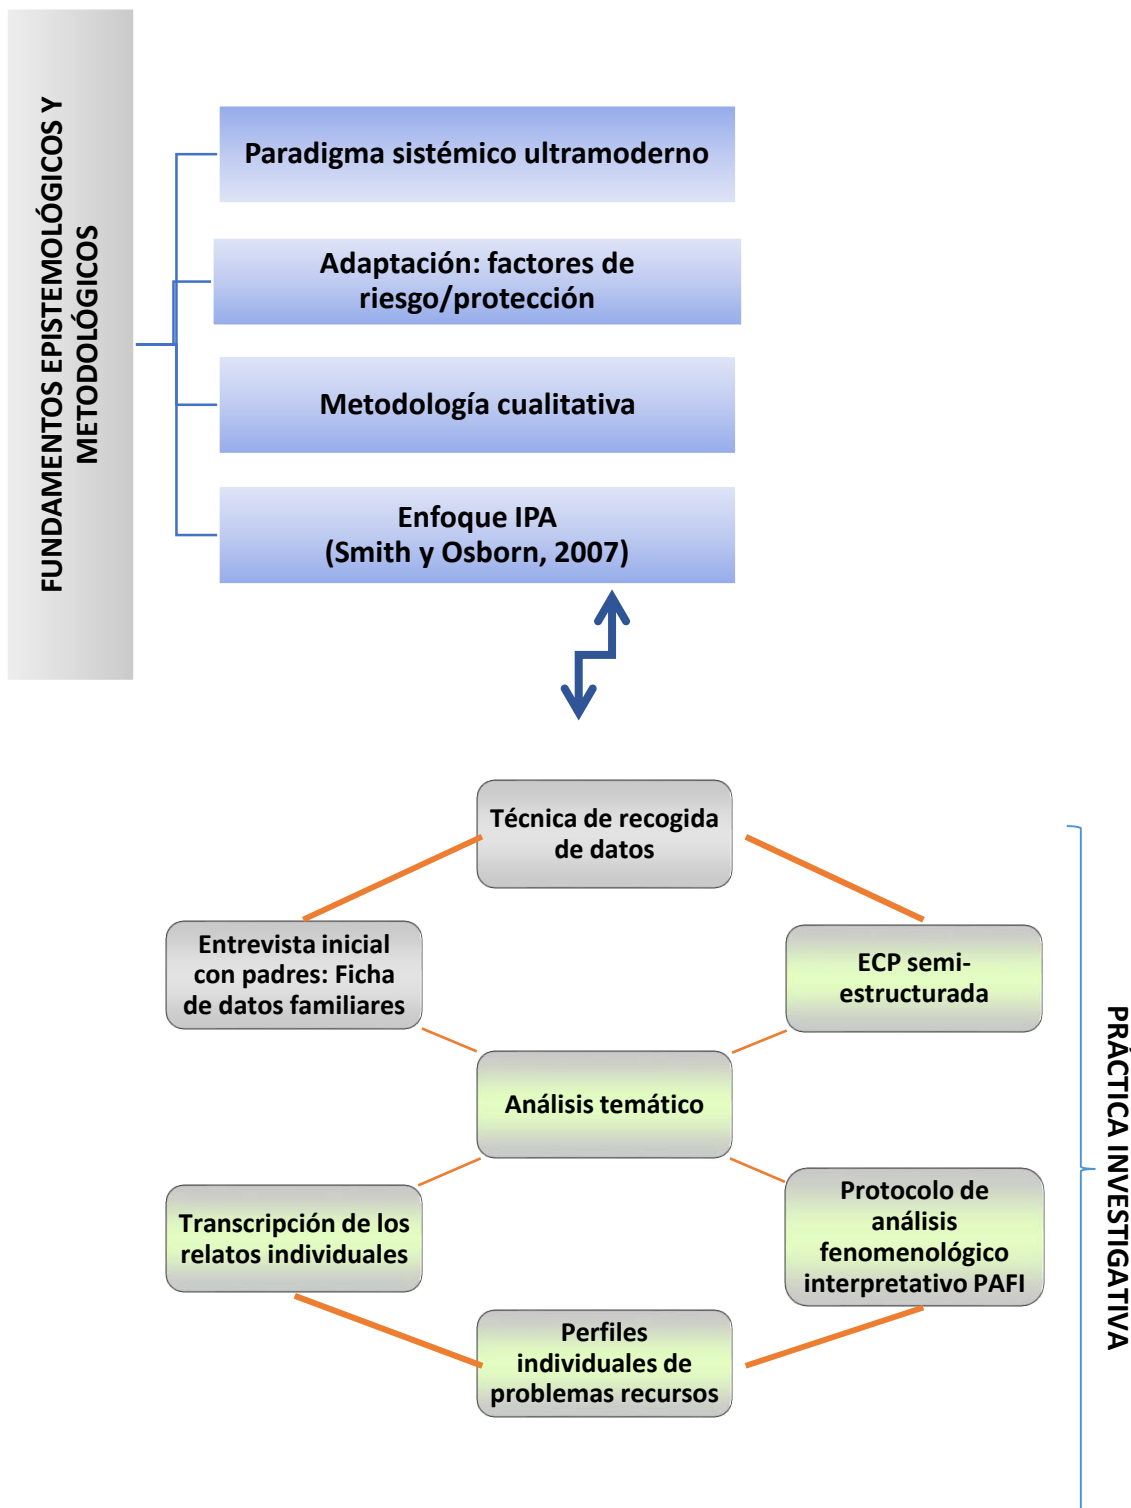 FUNDAMENTOS EPISTEMOLÓGICOS Y
METODOLÓGICOS
Paradigma sistémico ultramoderno
Adaptación: factores de
riesgo/protección
Metodología cualitativa
Enfoque IPA
(Smith y Osborn, 2007)
Técnica de recogida
de datos
Entrevista inicial
con padres: Ficha
de datos familiares
ECP semi-
estructurada
Análisis temático
Transcripción de los
relatos individuales
Protocolo de
análisis
fenomenológico
interpretativo PAFI
Perfiles
individuales de
problemas recursos
PRÁCTICA INVESTIGATIVA